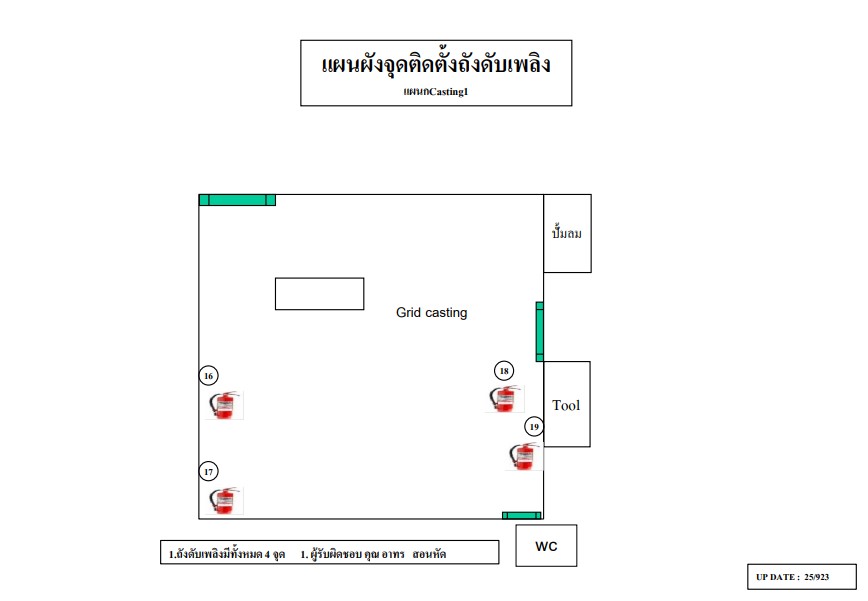 แผนผังจุดติดตั้งถังดับเพลิง
แผนกCasting1
ปั๊มลม
Grid casting
16
18
Tool
19
17
1.ถังดับเพลิงมีทั้งหมด 4 จุด 1. ผู้รับผิดชอบ คุณ อาทร สอนหัด
WC
UP DATE : 25/923